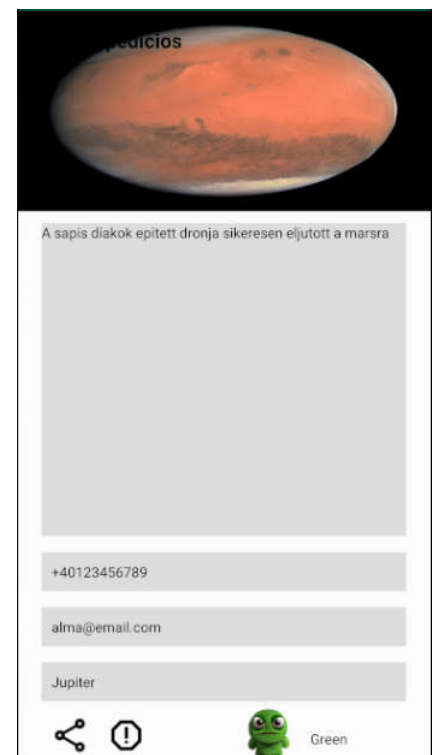 A sapis diakok epitett dronja sikeresen eljutott a marsra
+40123456789
alma@email.com
Jupiter
Green